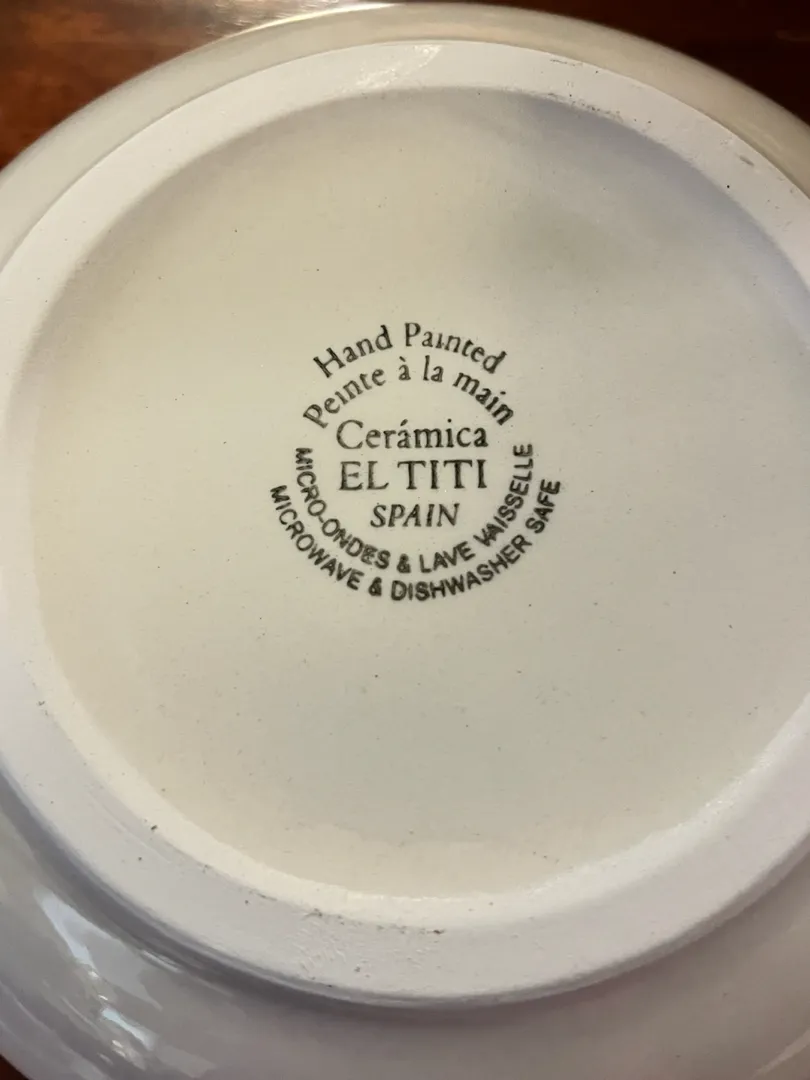 Hand Painted
Peinte à la main
Cerámica
EL TITI
SPAIN
MICRO-ONDES & LAVE VAISSELLE
MICROWAVE & DISHWASHER SAFE